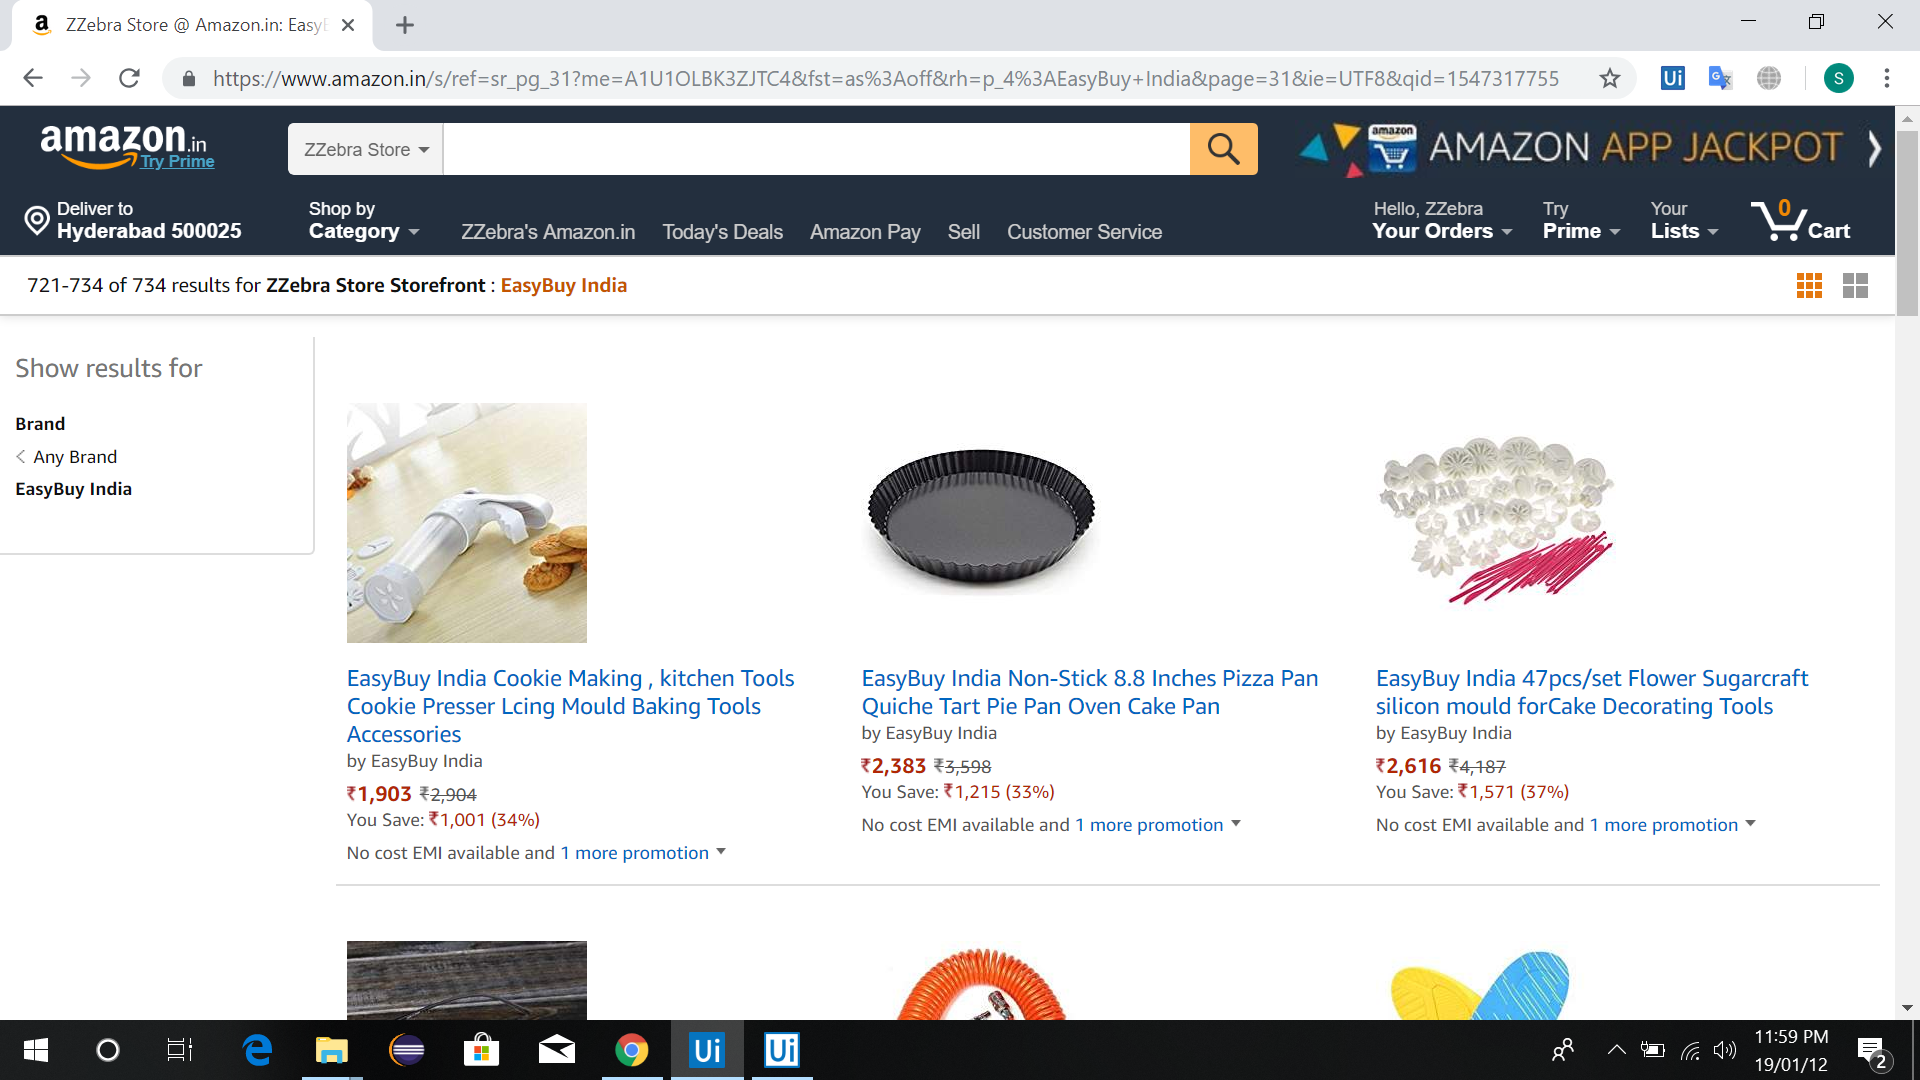 ZZebra Store @ Amazon.in: EasyB
https://www.amazon.in/s/ref=sr_pg_31?me=A1U1OLBK3ZJTC4&fst=as%3Aoff&rh=p_4%3AEasyBuy+India&page=31&ie=UTF8&qid=1547317755
Ui
S
amazon.in
Try Prime
ZZebra Store
amazon
AMAZON APP JACKPOT
Deliver to
Hyderabad 500025
Shop by
Category
ZZebra's Amazon.in
Today's Deals
Amazon Pay
Sell
Customer Service
Hello, ZZebra
Your Orders
Try
Prime
Your
Lists
0
Cart
721-734 of 734 results for ZZebra Store Storefront : EasyBuy India
Show results for
Brand
Any Brand
EasyBuy India
EasyBuy India Cookie Making , kitchen Tools
Cookie Presser Lcing Mould Baking Tools
Accessories
by EasyBuy India
₹1,903 ₹2,904
You Save: ₹1,001 (34%)
No cost EMI available and 1 more promotion
EasyBuy India Non-Stick 8.8 Inches Pizza Pan
Quiche Tart Pie Pan Oven Cake Pan
by EasyBuy India
₹2,383 ₹3,598
You Save: ₹1,215 (33%)
No cost EMI available and 1 more promotion
EasyBuy India 47pcs/set Flower Sugarcraft
silicon mould forCake Decorating Tools
by EasyBuy India
₹2,616 ₹4,187
You Save: ₹1,571 (37%)
No cost EMI available and 1 more promotion
Ui
Ui
11:59 PM
19/01/12
2